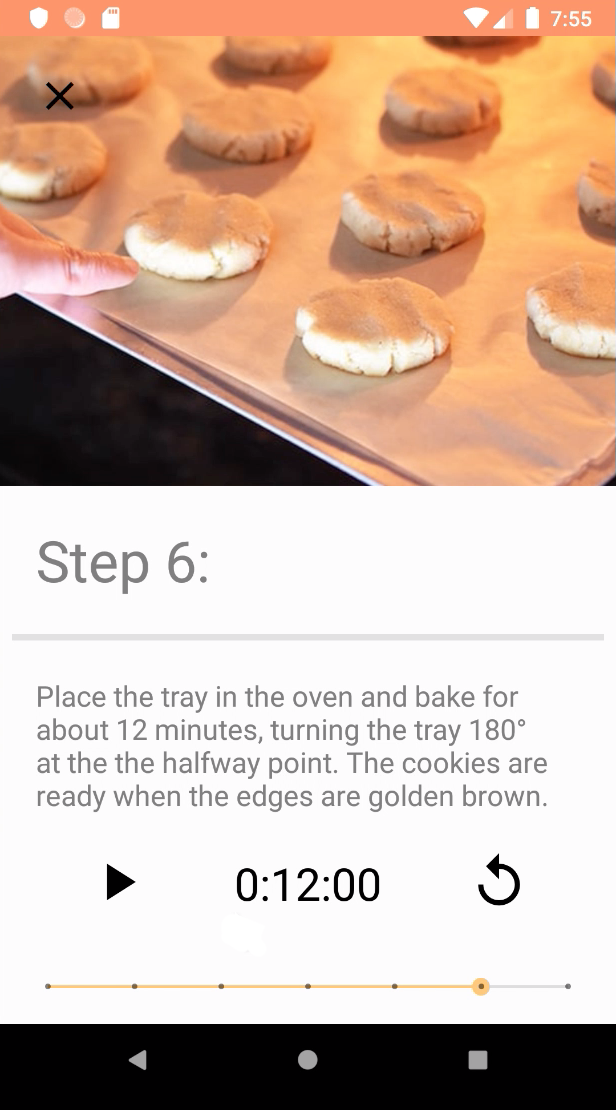 7:55
Step 6:
Place the tray in the oven and bake for
about 12 minutes, turning the tray 180°
at the the halfway point. The cookies are
ready when the edges are golden brown.
0:12:00